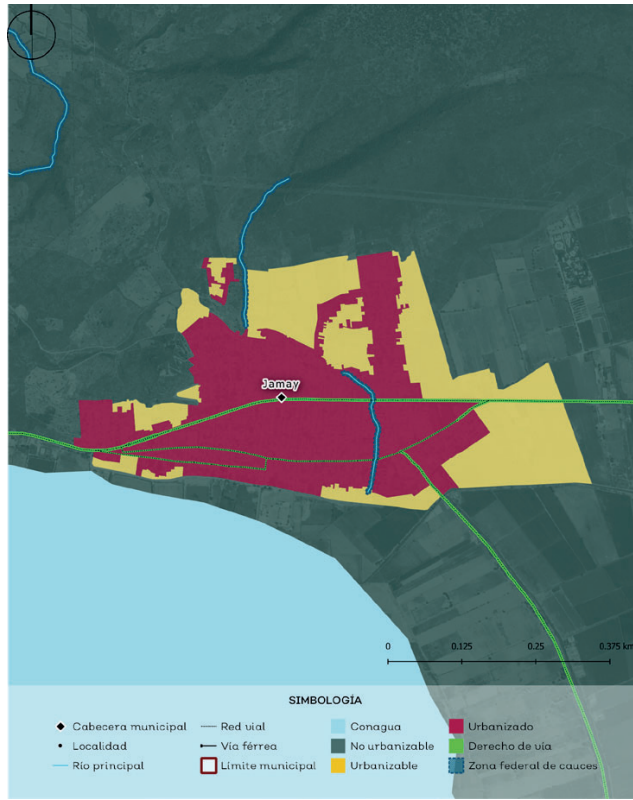 Jamay
0 0.125 0.25 0.375 km
SIMBOLOGÍA
Cabecera municipal Red vial Conagua Urbanizado
Localidad Vía férrea No urbanizable Derecho de vía
Río principal Límite municipal Urbanizable Zona federal de cauces